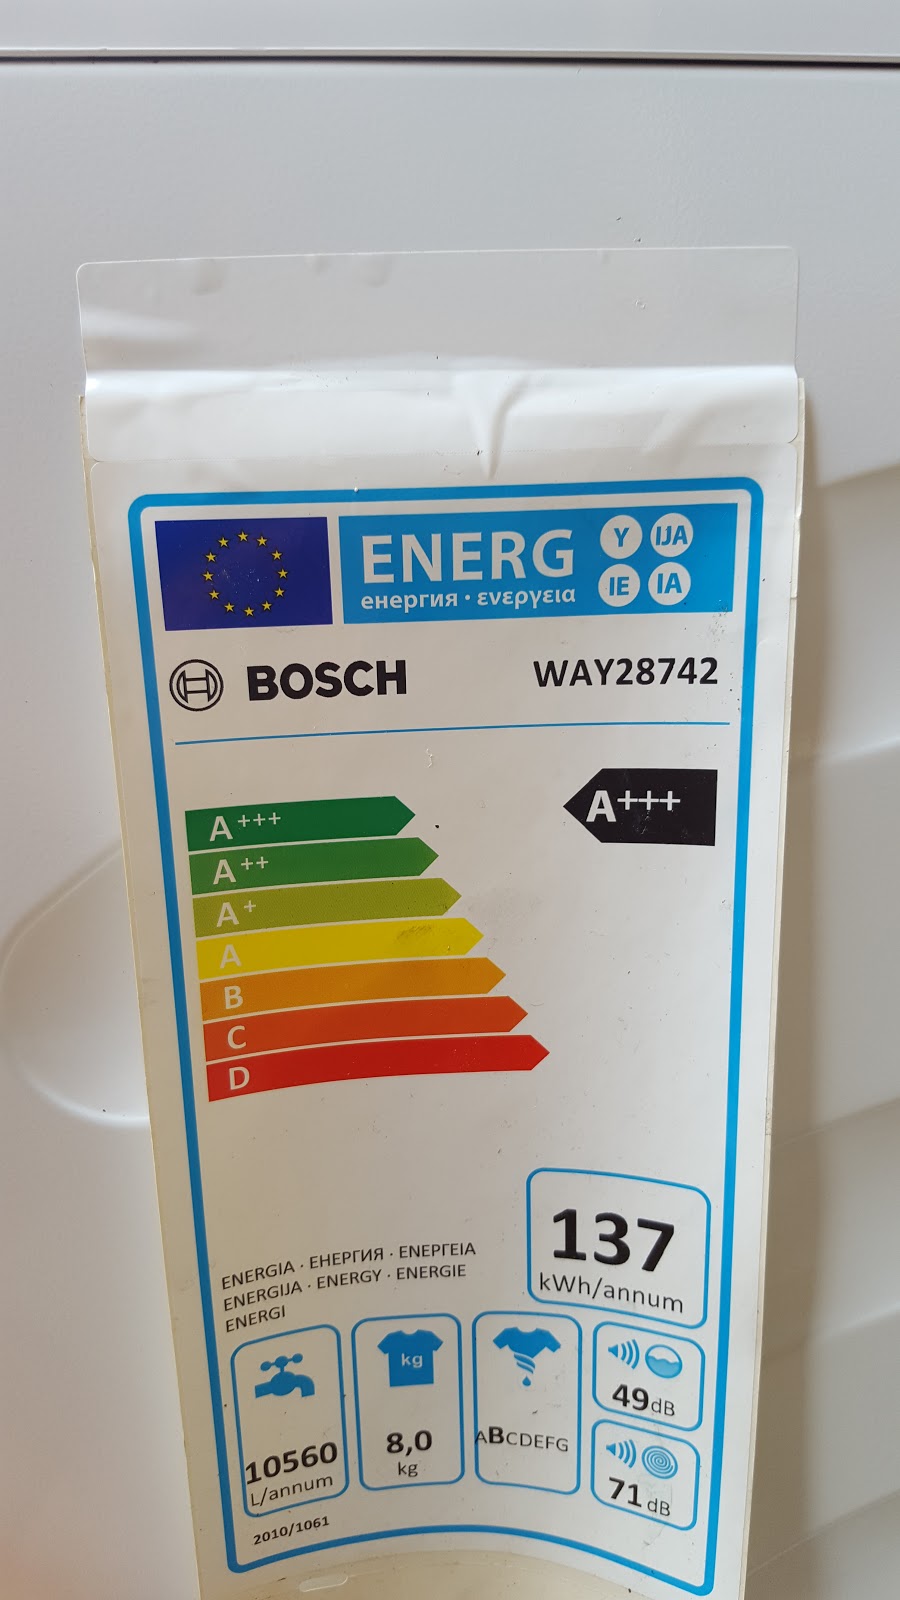 ENERG Y IJA
енергия · ενεργεια IE IA
BOSCH WAY28742
A+++
A+++
A++
A+
A
B
C
D
137
kWh/annum
ENERGIA · ЕНЕРГИЯ · ΕΝΕΡΓΕΙΑ
ENERGIJA · ENERGY · ENERGIE
ENERGI
10560
L/annum
kg
8,0
kg
ABCDEFG
49dB
71dB
2010/1061